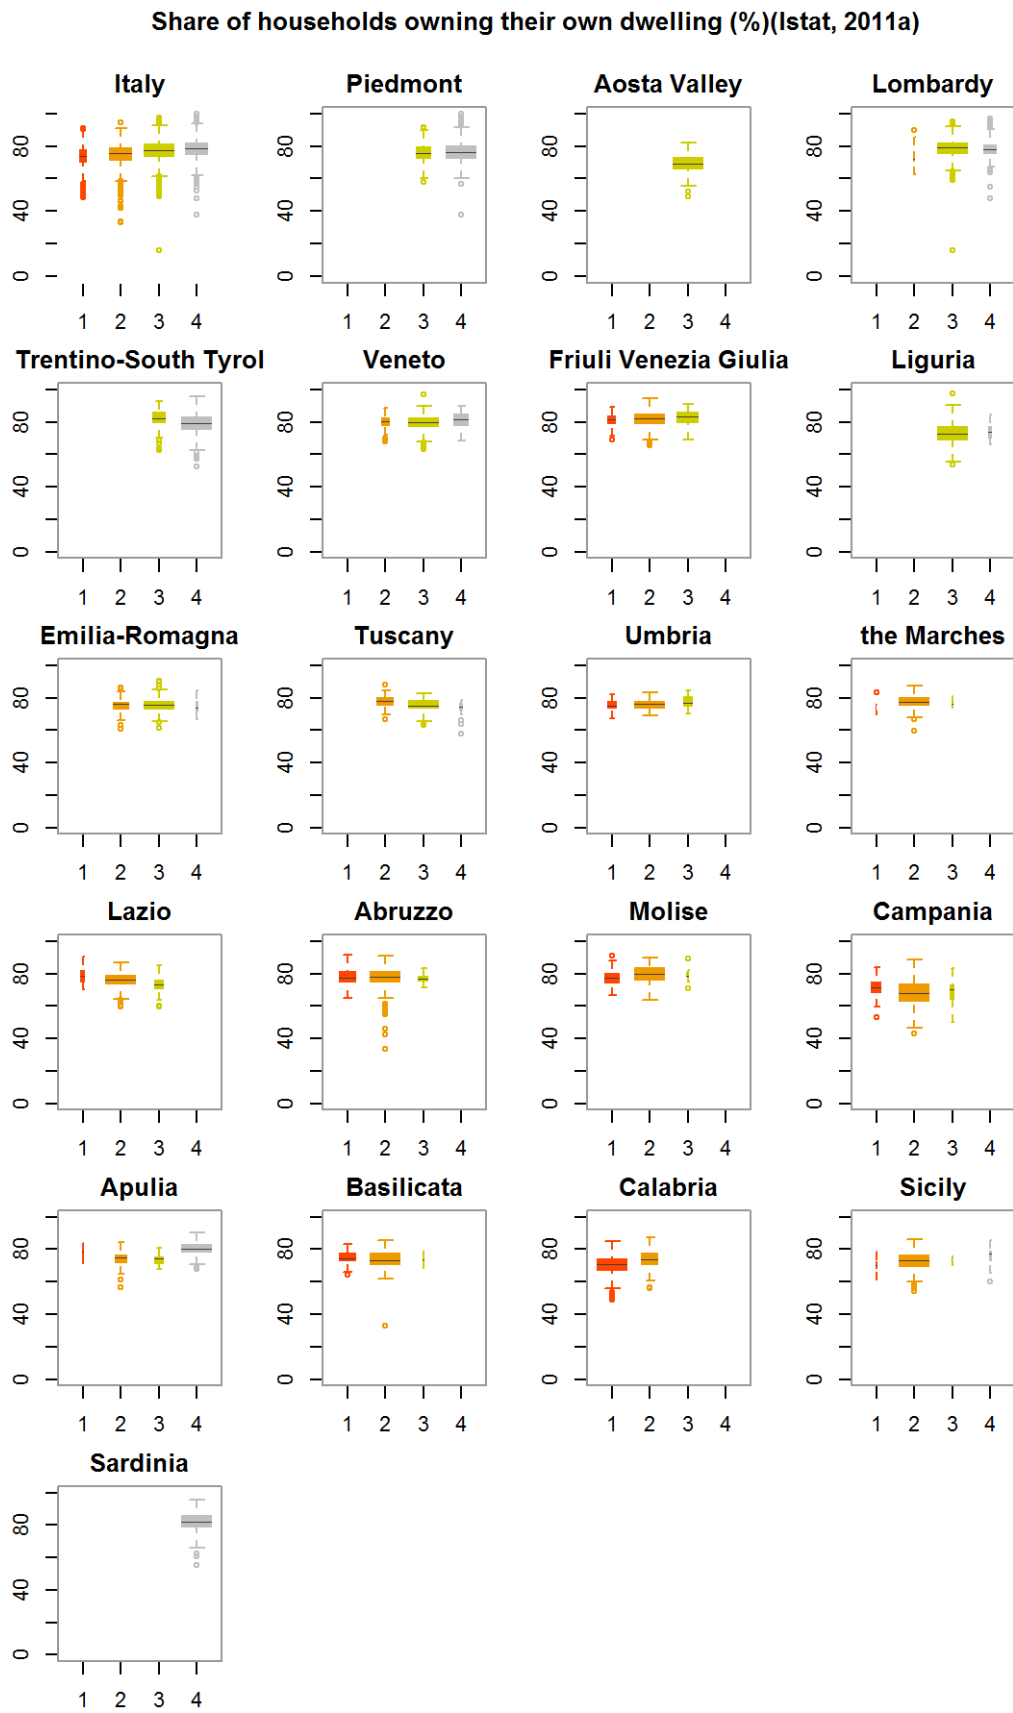 Share of households owning their own dwelling (%)(Istat, 2011a)
Italy Piedmont Aosta Valley Lombardy
80 80 80 80
40 40 40 40
0 0 0 0
1 2 3 4 1 2 3 4 1 2 3 4 1 2 3 4
Trentino-South Tyrol Veneto Friuli Venezia Giulia Liguria
80 80 80 80
40 40 40 40
0 0 0 0
1 2 3 4 1 2 3 4 1 2 3 4 1 2 3 4
Emilia-Romagna Tuscany Umbria the Marches
80 80 80 80
40 40 40 40
0 0 0 0
1 2 3 4 1 2 3 4 1 2 3 4 1 2 3 4
Lazio Abruzzo Molise Campania
80 80 80 80
40 40 40 40
0 0 0 0
1 2 3 4 1 2 3 4 1 2 3 4 1 2 3 4
Apulia Basilicata Calabria Sicily
80 80 80 80
40 40 40 40
0 0 0 0
1 2 3 4 1 2 3 4 1 2 3 4 1 2 3 4
Sardinia
80
40
0
1 2 3 4